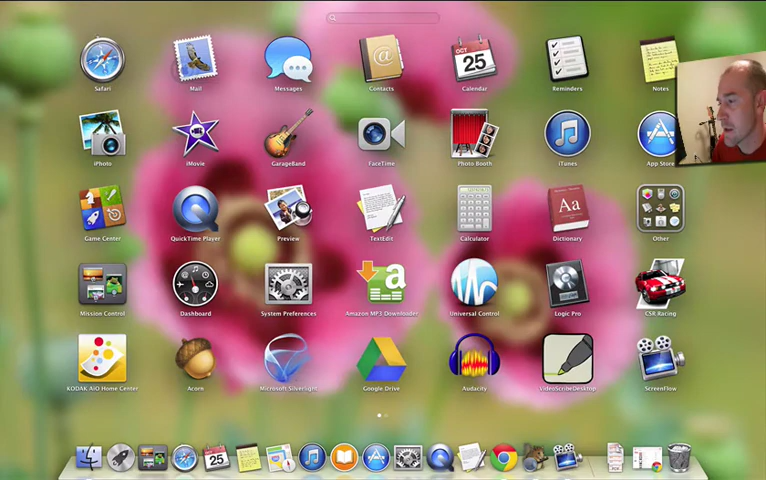 Safari
Mail
Messages
Contacts
OCT
25
Calendar
Reminders
Notes
iPhoto
iMovie
GarageBand
FaceTime
Photo Booth
iTunes
App Store
Game Center
QuickTime Player
Preview
TextEdit
Calculator
Aa
Dictionary
Other
Mission Control
Dashboard
System Preferences
a
Amazon MP3 Downloader
Universal Control
Logic Pro
CSR Racing
KODAK AiO Home Center
Acorn
Microsoft Silverlight
Google Drive
Audacity
VideoScribeDesktop
ScreenFlow
25